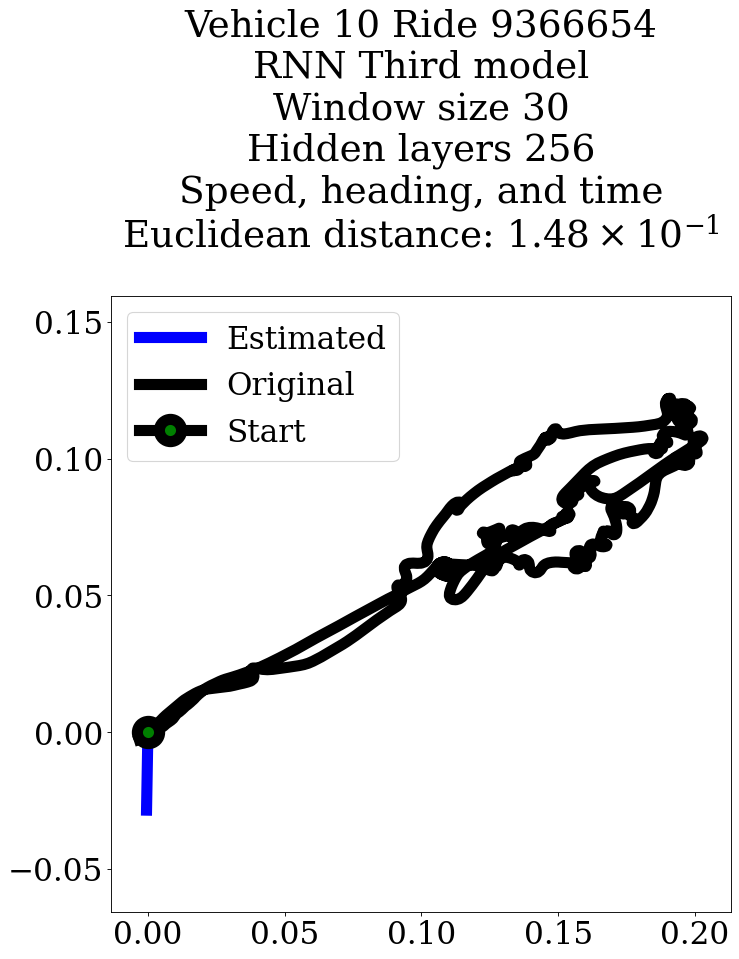 Vehicle 10 Ride 9366654
RNN Third model
Window size 30
Hidden layers 256
Speed, heading, and time
Euclidean distance: 1.48 × 10⁻¹
Estimated
Original
Start
0.15
0.10
0.05
0.00
−0.05
0.00 0.05 0.10 0.15 0.20